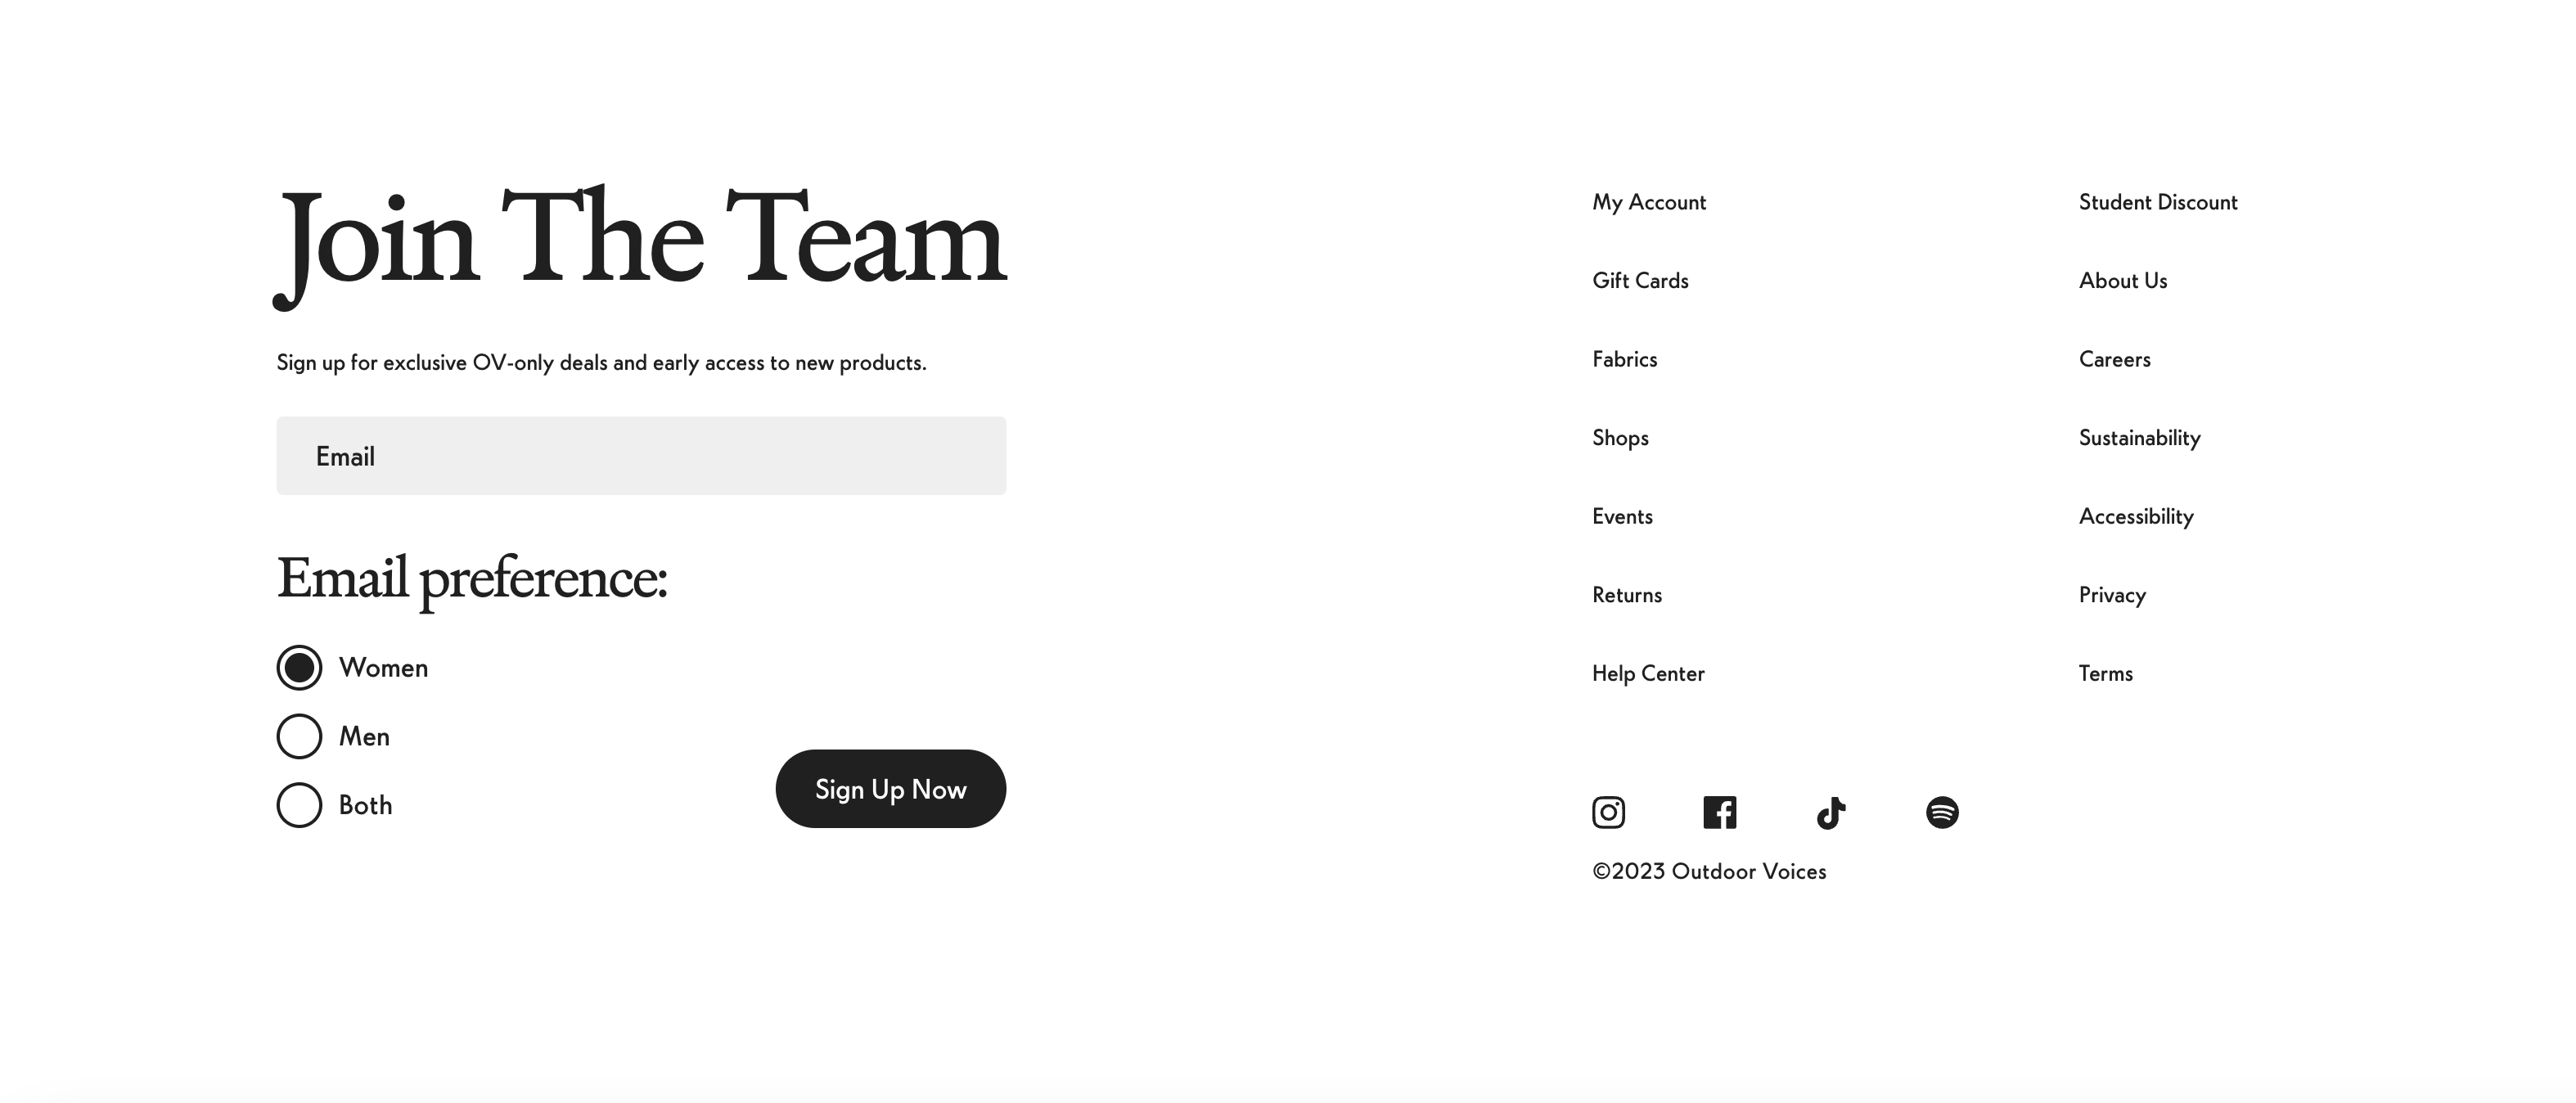 Join The Team
Sign up for exclusive OV-only deals and early access to new products.
Email
Email preference:
Women
Men
Both
Sign Up Now
My Account
Gift Cards
Fabrics
Shops
Events
Returns
Help Center
Student Discount
About Us
Careers
Sustainability
Accessibility
Privacy
Terms
©2023 Outdoor Voices